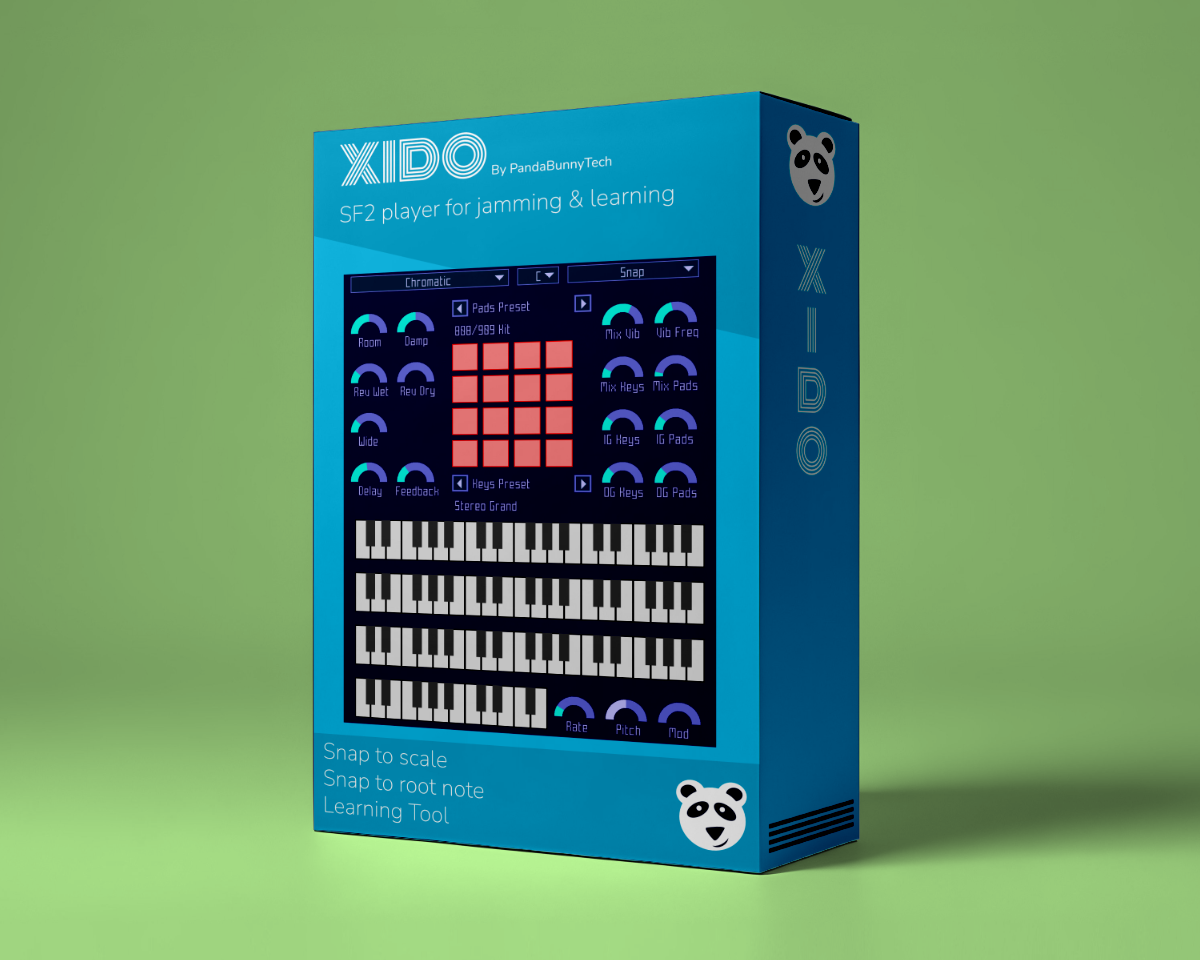 XIDO By PandaBunnyTech
SF2 player for jamming & learning
Chromatic C Snap
Pads Preset
808/909 Kit
Room Damp
Mix Vib Vib Freq
Rev Wet Rev Dry
Mix Keys Mix Pads
Wide
IG Keys IG Pads
Delay Feedback
Keys Preset
OG Keys OG Pads
Stereo Grand
Rate Pitch Mod
Snap to scale
Snap to root note
Learning Tool
XIDO